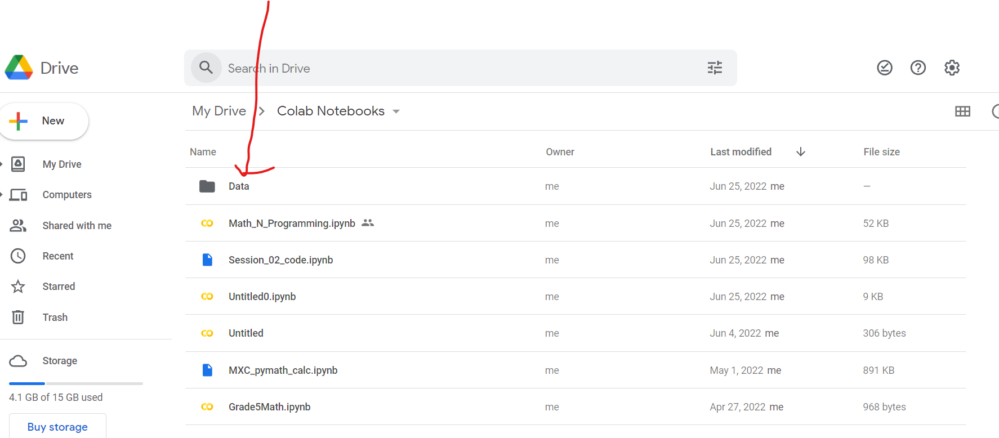 Drive
Search in Drive
New
My Drive
Computers
Shared with me
Recent
Starred
Trash
Storage
4.1 GB of 15 GB used
Buy storage
My Drive > Colab Notebooks
Name Owner Last modified File size
Data me Jun 25, 2022 me —
Math_N_Programming.ipynb me Jun 25, 2022 me 52 KB
Session_02_code.ipynb me Jun 25, 2022 me 98 KB
Untitled0.ipynb me Jun 25, 2022 me 9 KB
Untitled me Jun 4, 2022 me 306 bytes
MXC_pymath_calc.ipynb me May 1, 2022 me 891 KB
Grade5Math.ipynb me Apr 27, 2022 me 968 bytes